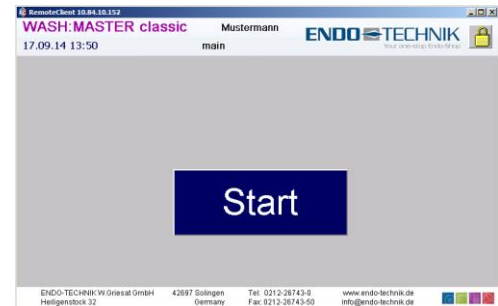 RemoteClient 10.84.10.152
WASH:MASTER classic Mustermann
17.09.14 13:50 main
ENDO TECHNIK
Your one-stop Endo-Shop
Start
ENDO-TECHNIK W.Griesat GmbH 42697 Solingen Tel: 0212-26743-0 www.endo-technik.de
Heiligenstock 32 Germany Fax: 0212-26743-50 info@endo-technik.de